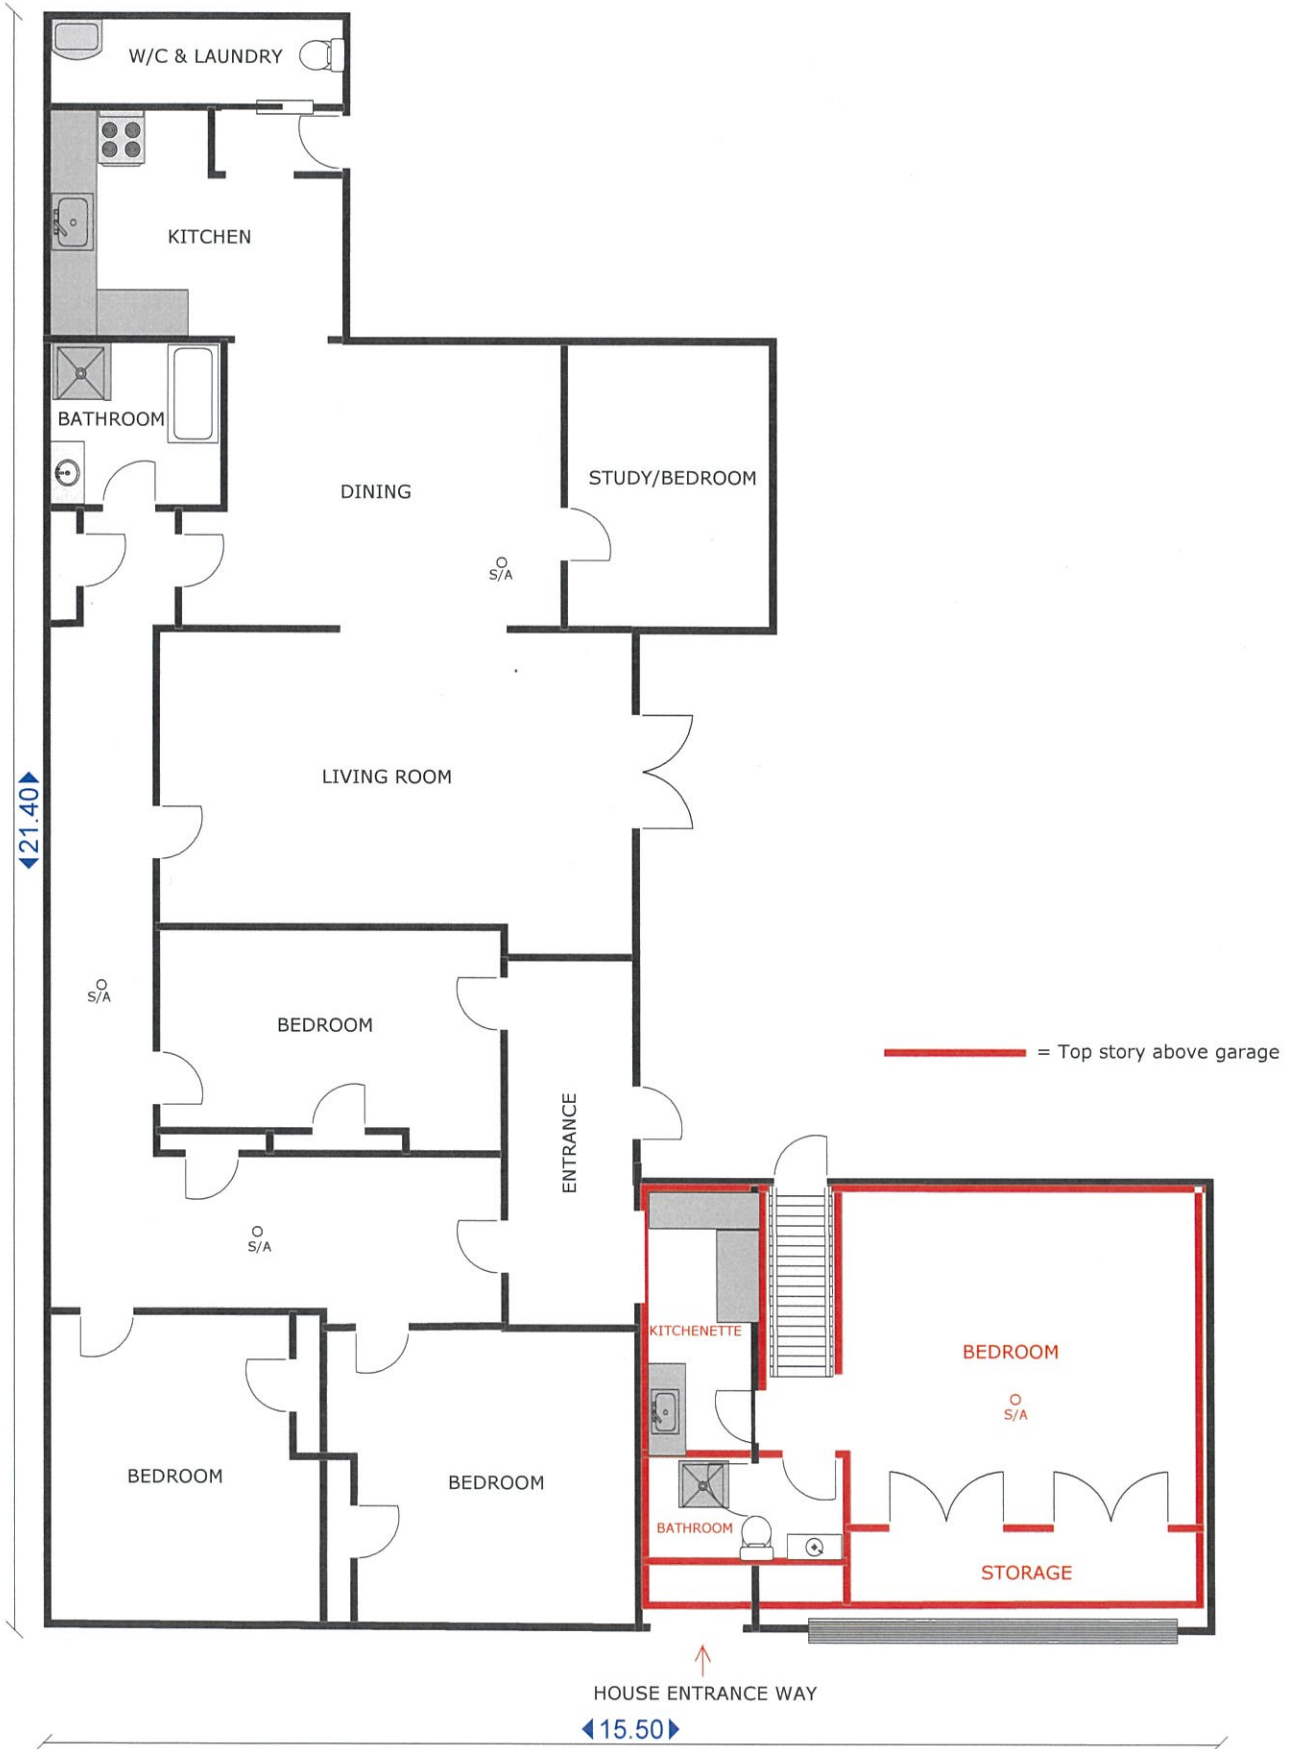 W/C & LAUNDRY
KITCHEN
BATHROOM
DINING
STUDY/BEDROOM
S/A
LIVING ROOM
21.40
S/A
BEDROOM
= Top story above garage
ENTRANCE
S/A
KITCHENETTE
BEDROOM
S/A
BEDROOM
BEDROOM
BATHROOM
STORAGE
HOUSE ENTRANCE WAY
15.50